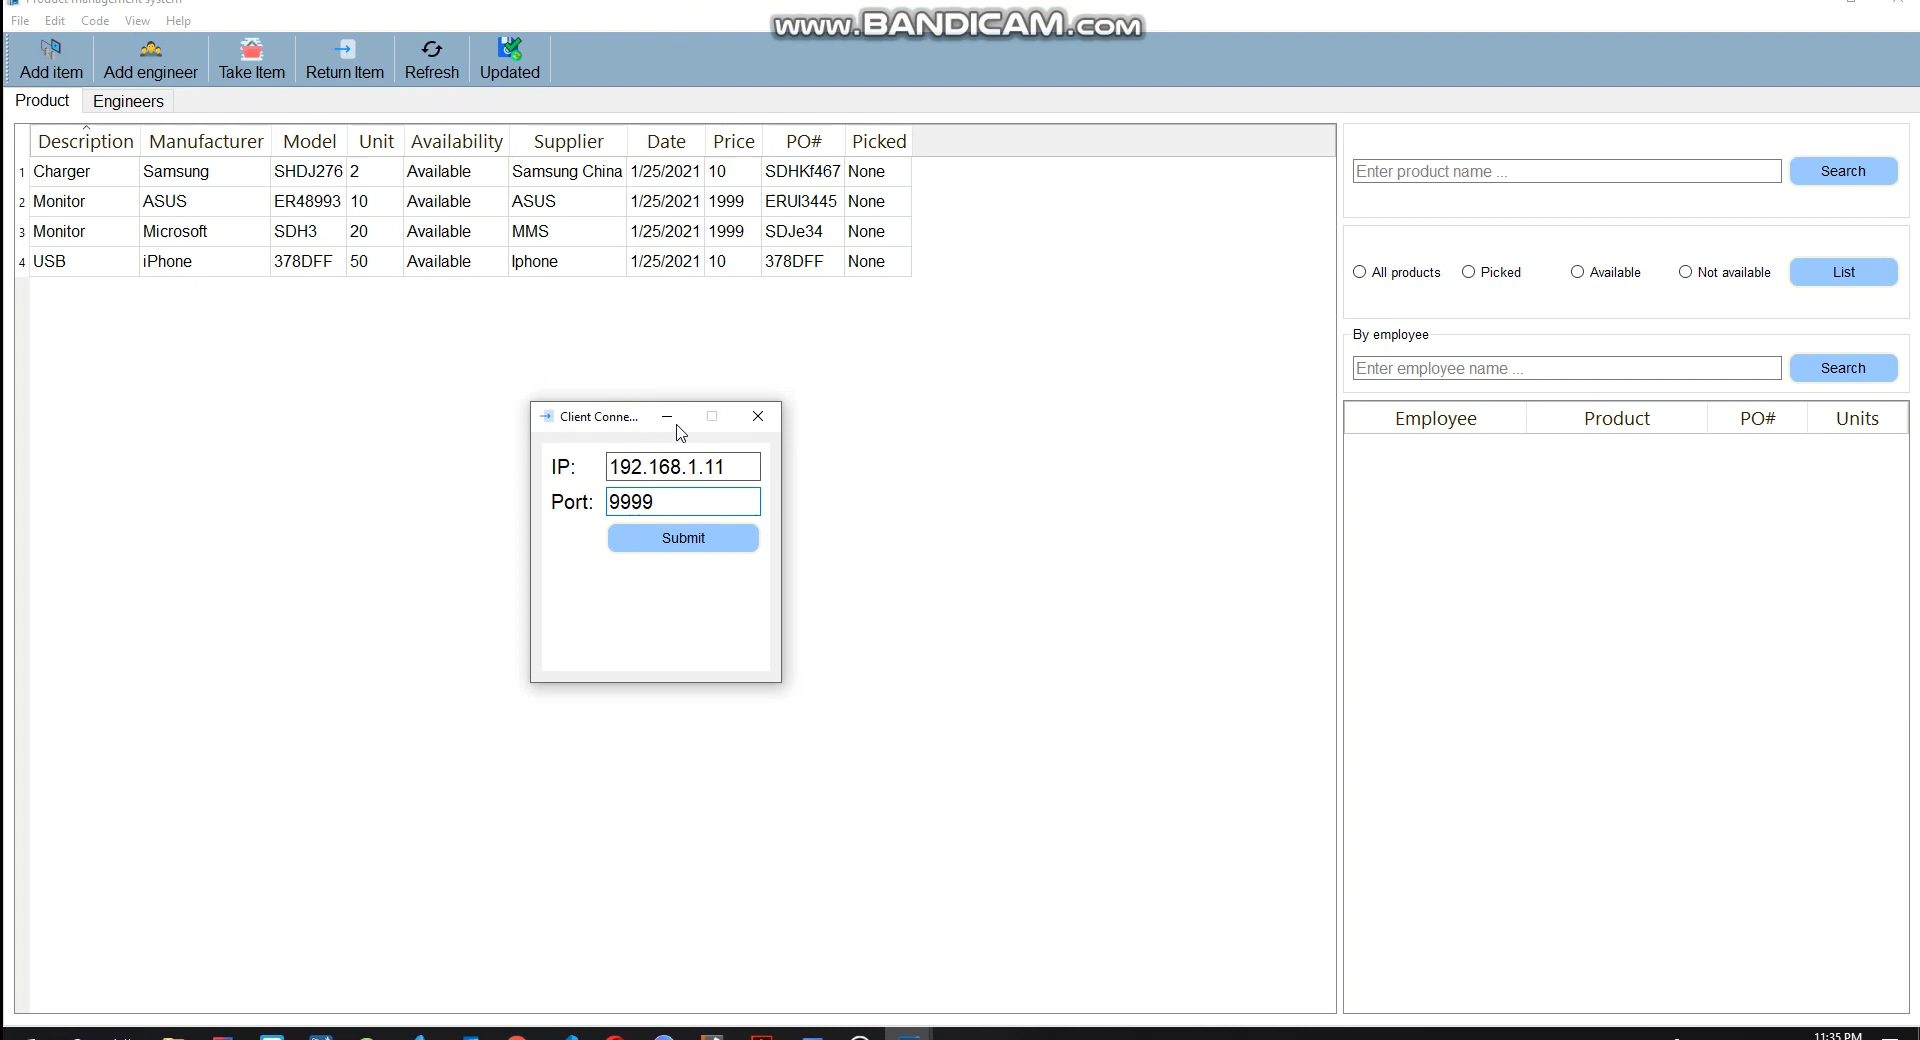 Product management system
File Edit Code View Help
www.BANDICAM.com
Add item Add engineer Take Item Return Item Refresh Updated
Product Engineers
Description Manufacturer Model Unit Availability Supplier Date Price PO# Picked
1 Charger Samsung SHDJ276 2 Available Samsung China 1/25/2021 10 SDHKf467 None
2 Monitor ASUS ER48993 10 Available ASUS 1/25/2021 1999 ERUI3445 None
3 Monitor Microsoft SDH3 20 Available MMS 1/25/2021 1999 SDJe34 None
4 USB iPhone 378DFF 50 Available Iphone 1/25/2021 10 378DFF None
Enter product name ... Search
All products Picked Available Not available List
By employee
Enter employee name ... Search
Employee Product PO# Units
Client Conne...
IP: 192.168.1.11
Port: 9999
Submit
11:35 PM